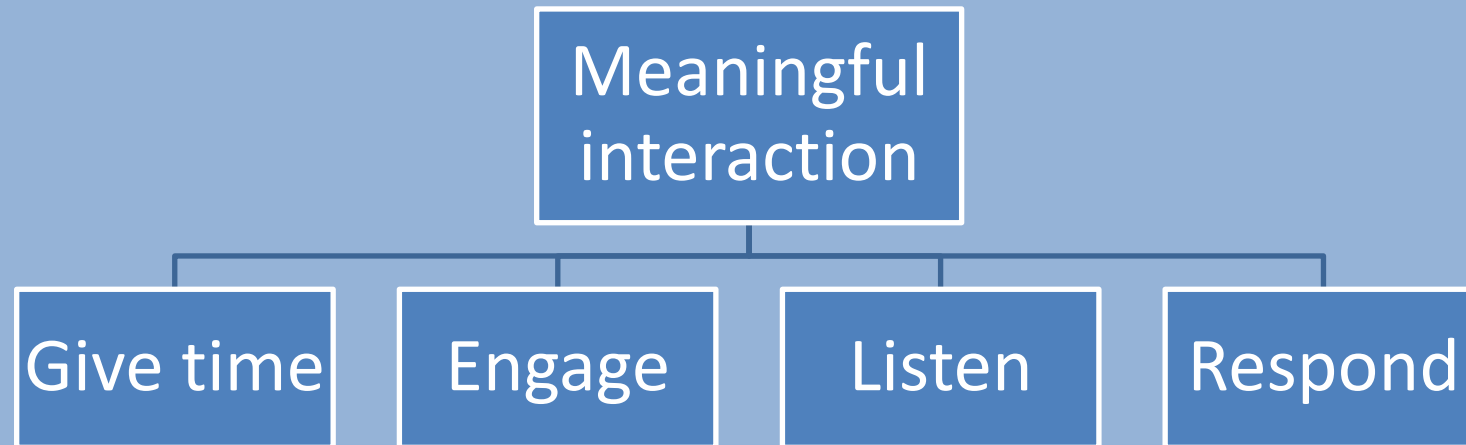 Meaningful
interaction
Give time
Engage
Listen
Respond